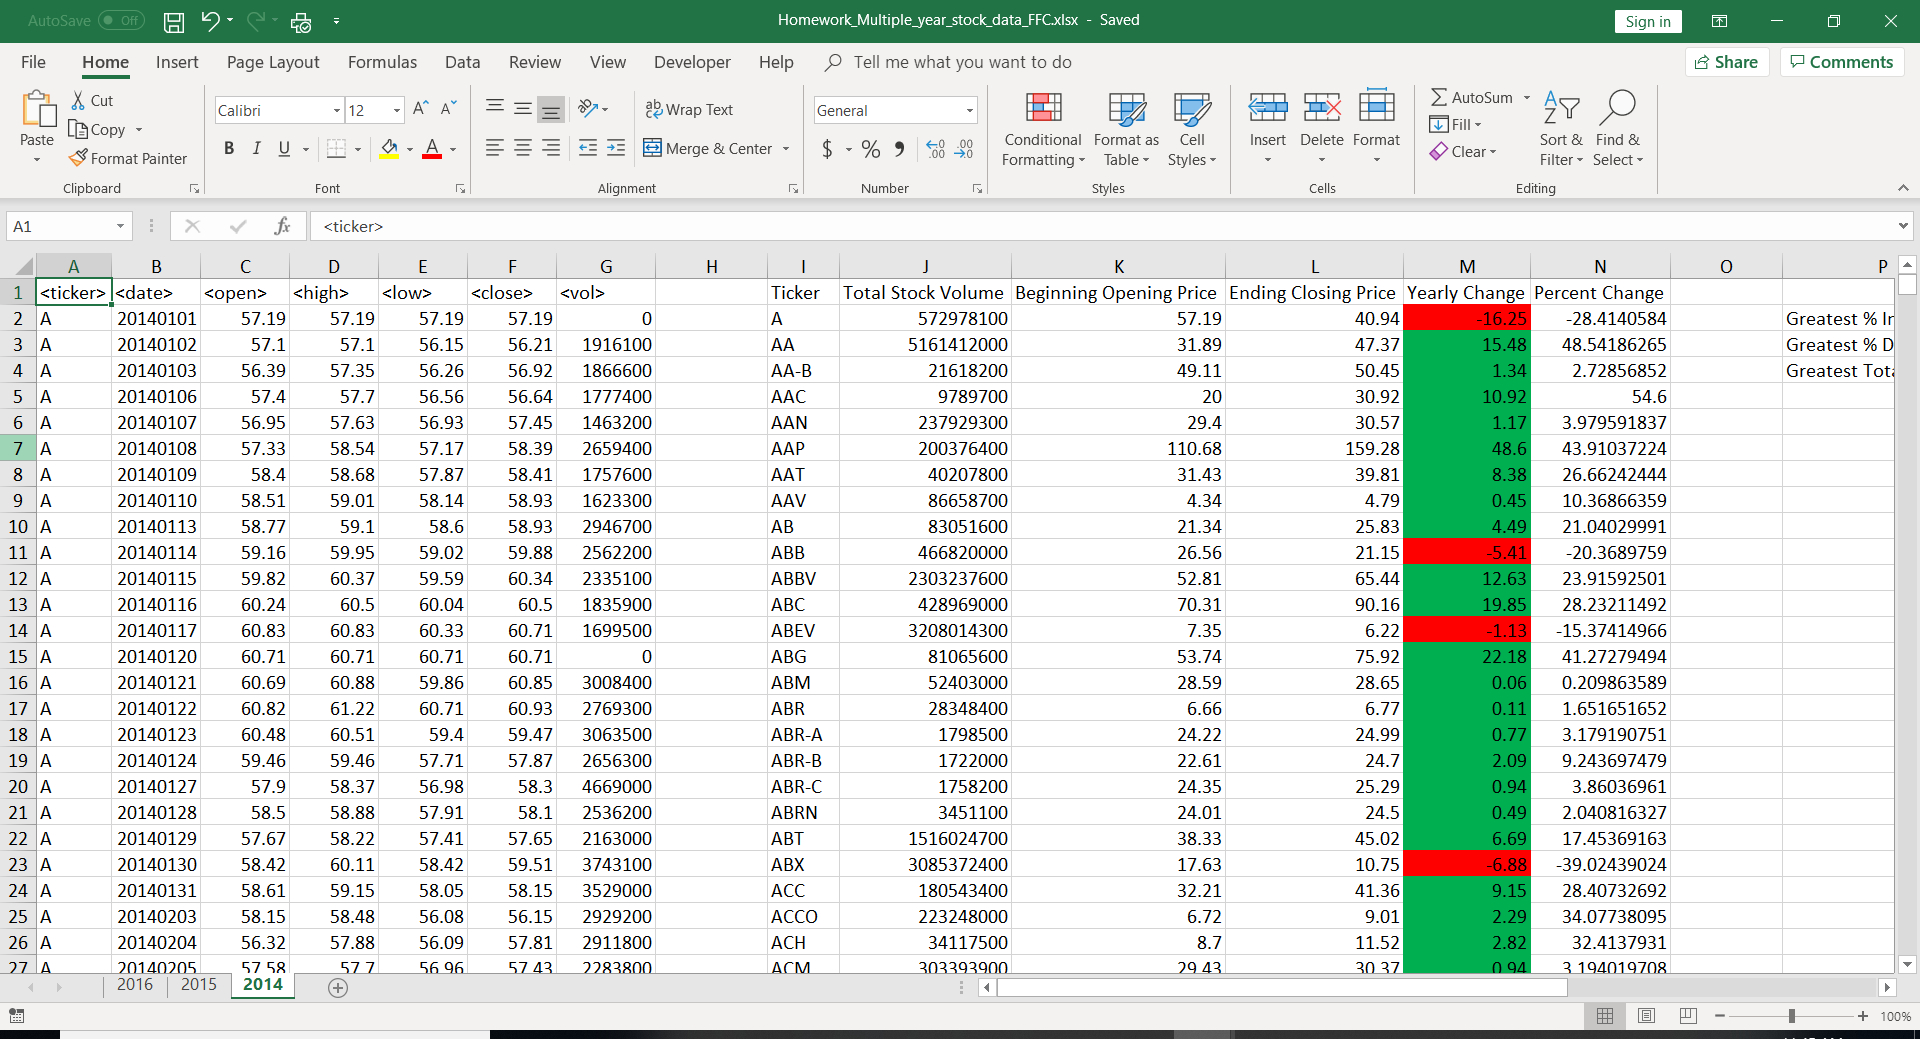 AutoSave Off Homework_Multiple_year_stock_data_FFC.xlsx - Saved Sign in
File Home Insert Page Layout Formulas Data Review View Developer Help Tell me what you want to do Share Comments
Paste Cut Copy Format Painter Clipboard
Calibri 12 B I U A A A Font
ab Wrap Text Merge & Center Alignment
General $ % Number
Conditional Formatting Format as Table Cell Styles Styles
Insert Delete Format Cells
AutoSum Fill Clear Sort & Filter Find & Select Editing
A1 fx <ticker>
A B C D E F G H I J K L M N O P
1 <ticker> <date> <open> <high> <low> <close> <vol> Ticker Total Stock Volume Beginning Opening Price Ending Closing Price Yearly Change Percent Change
2 A 20140101 57.19 57.19 57.19 57.19 0 A 572978100 57.19 40.94 -16.25 -28.4140584 Greatest % In
3 A 20140102 57.1 57.1 56.15 56.21 1916100 AA 5161412000 31.89 47.37 15.48 48.54186265 Greatest % D
4 A 20140103 56.39 57.35 56.26 56.92 1866600 AA-B 21618200 49.11 50.45 1.34 2.72856852 Greatest Tota
5 A 20140106 57.4 57.7 56.56 56.64 1777400 AAC 9789700 20 30.92 10.92 54.6
6 A 20140107 56.95 57.63 56.93 57.45 1463200 AAN 237929300 29.4 30.57 1.17 3.979591837
7 A 20140108 57.33 58.54 57.17 58.39 2659400 AAP 200376400 110.68 159.28 48.6 43.91037224
8 A 20140109 58.4 58.68 57.87 58.41 1757600 AAT 40207800 31.43 39.81 8.38 26.66242444
9 A 20140110 58.51 59.01 58.14 58.93 1623300 AAV 86658700 4.34 4.79 0.45 10.36866359
10 A 20140113 58.77 59.1 58.6 58.93 2946700 AB 83051600 21.34 25.83 4.49 21.04029991
11 A 20140114 59.16 59.95 59.02 59.88 2562200 ABB 466820000 26.56 21.15 -5.41 -20.3689759
12 A 20140115 59.82 60.37 59.59 60.34 2335100 ABBV 2303237600 52.81 65.44 12.63 23.91592501
13 A 20140116 60.24 60.5 60.04 60.5 1835900 ABC 428969000 70.31 90.16 19.85 28.23211492
14 A 20140117 60.83 60.83 60.33 60.71 1699500 ABEV 3208014300 7.35 6.22 -1.13 -15.37414966
15 A 20140120 60.71 60.71 60.71 60.71 0 ABG 81065600 53.74 75.92 22.18 41.27279494
16 A 20140121 60.69 60.88 59.86 60.85 3008400 ABM 52403000 28.59 28.65 0.06 0.209863589
17 A 20140122 60.82 61.22 60.71 60.93 2769300 ABR 28348400 6.66 6.77 0.11 1.651651652
18 A 20140123 60.48 60.51 59.4 59.47 3063500 ABR-A 1798500 24.22 24.99 0.77 3.179190751
19 A 20140124 59.46 59.46 57.71 57.87 2656300 ABR-B 1722000 22.61 24.7 2.09 9.243697479
20 A 20140127 57.9 58.37 56.98 58.3 4669000 ABR-C 1758200 24.35 25.29 0.94 3.86036961
21 A 20140128 58.5 58.88 57.91 58.1 2536200 ABRN 3451100 24.01 24.5 0.49 2.040816327
22 A 20140129 57.67 58.22 57.41 57.65 2163000 ABT 1516024700 38.33 45.02 6.69 17.45369163
23 A 20140130 58.42 60.11 58.42 59.51 3743100 ABX 3085372400 17.63 10.75 -6.88 -39.02439024
24 A 20140131 58.61 59.15 58.05 58.15 3529000 ACC 180543400 32.21 41.36 9.15 28.40732692
25 A 20140203 58.15 58.48 56.08 56.15 2929200 ACCO 223248000 6.72 9.01 2.29 34.07738095
26 A 20140204 56.32 57.88 56.09 57.81 2911800 ACH 34117500 8.7 11.52 2.82 32.4137931
27 A 20140205 57.58 57.7 56.96 57.43 2283800 ACM 303393900 29.43 30.37 0.94 3.194019708
2016 2015 2014
100%